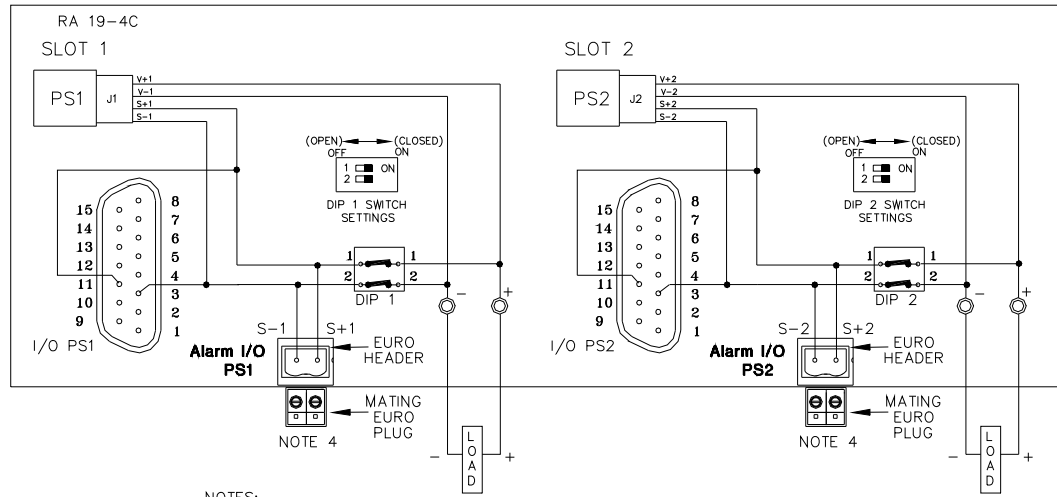 RA 19-4C
SLOT 1
PS1
J1
V+1
V-1
S+1
S-1
(OPEN) (CLOSED)
OFF ON
1 ON
2
DIP 1 SWITCH
SETTINGS
15
14
13
12
11
10
9
8
7
6
5
4
3
2
1
I/O PS1
1 1
2 2
DIP 1
- +
S-1 S+1
Alarm I/O
PS1
EURO
HEADER
MATING
EURO
PLUG
NOTE 4
- LOAD +
SLOT 2
PS2
J2
V+2
V-2
S+2
S-2
(OPEN) (CLOSED)
OFF ON
1 ON
2
DIP 2 SWITCH
SETTINGS
15
14
13
12
11
10
9
8
7
6
5
4
3
2
1
I/O PS2
1 1
2 2
DIP 2
- +
S-2 S+2
Alarm I/O
PS2
EURO
HEADER
MATING
EURO
PLUG
NOTE 4
- LOAD +
NOTES: